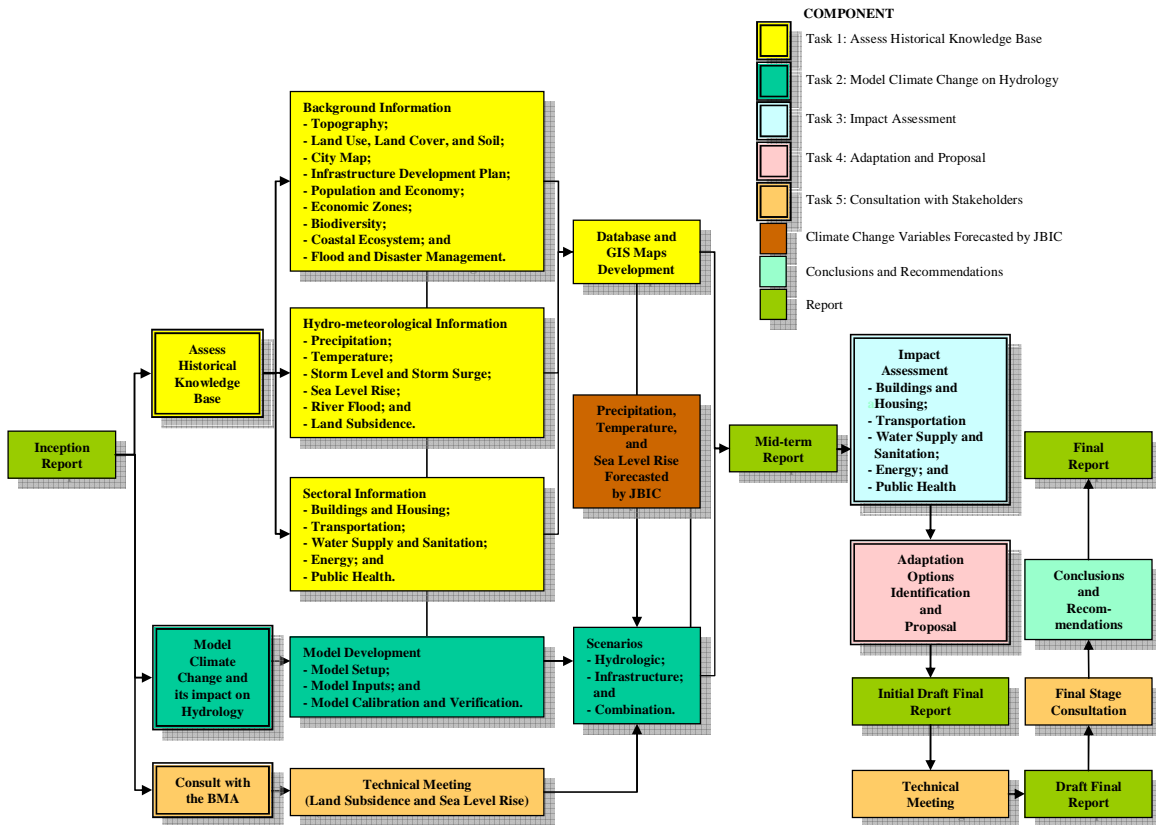 COMPONENT
Task 1: Assess Historical Knowledge Base
Task 2: Model Climate Change on Hydrology
Task 3: Impact Assessment
Task 4: Adaptation and Proposal
Task 5: Consultation with Stakeholders
Climate Change Variables Forecasted by JBIC
Conclusions and Recommendations
Report
Inception
Report
Assess
Historical
Knowledge
Base
Model
Climate
Change and
its impact on
Hydrology
Consult with
the BMA
Background Information
- Topography;
- Land Use, Land Cover, and Soil;
- City Map;
- Infrastructure Development Plan;
- Population and Economy;
- Economic Zones;
- Biodiversity;
- Coastal Ecosystem; and
- Flood and Disaster Management.
Hydro-meteorological Information
- Precipitation;
- Temperature;
- Storm Level and Storm Surge;
- Sea Level Rise;
- River Flood; and
- Land Subsidence.
Sectoral Information
- Buildings and Housing;
- Transportation;
- Water Supply and Sanitation;
- Energy; and
- Public Health.
Model Development
- Model Setup;
- Model Inputs; and
- Model Calibration and Verification.
Technical Meeting
(Land Subsidence and Sea Level Rise)
Database and
GIS Maps
Development
Precipitation,
Temperature,
and
Sea Level Rise
Forecasted
by JBIC
Scenarios
- Hydrologic;
- Infrastructure;
and
- Combination.
Mid-term
Report
Impact
Assessment
- Buildings and
Housing;
- Transportation
- Water Supply and
Sanitation;
- Energy; and
- Public Health
Adaptation
Options
Identification
and
Proposal
Initial Draft Final
Report
Technical
Meeting
Draft Final
Report
Final Stage
Consultation
Conclusions
and
Recom-
mendations
Final
Report